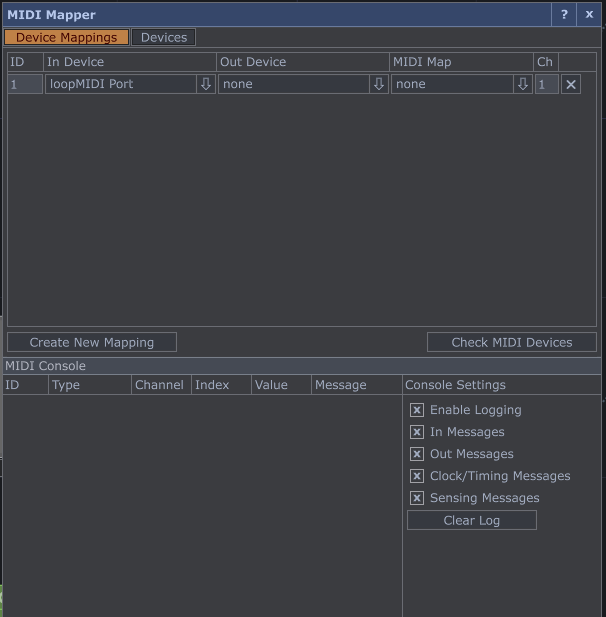 MIDI Mapper ? x
Device Mappings Devices
ID In Device Out Device MIDI Map Ch
1 loopMIDI Port none none 1
Create New Mapping Check MIDI Devices
MIDI Console
ID Type Channel Index Value Message Console Settings
Enable Logging
In Messages
Out Messages
Clock/Timing Messages
Sensing Messages
Clear Log